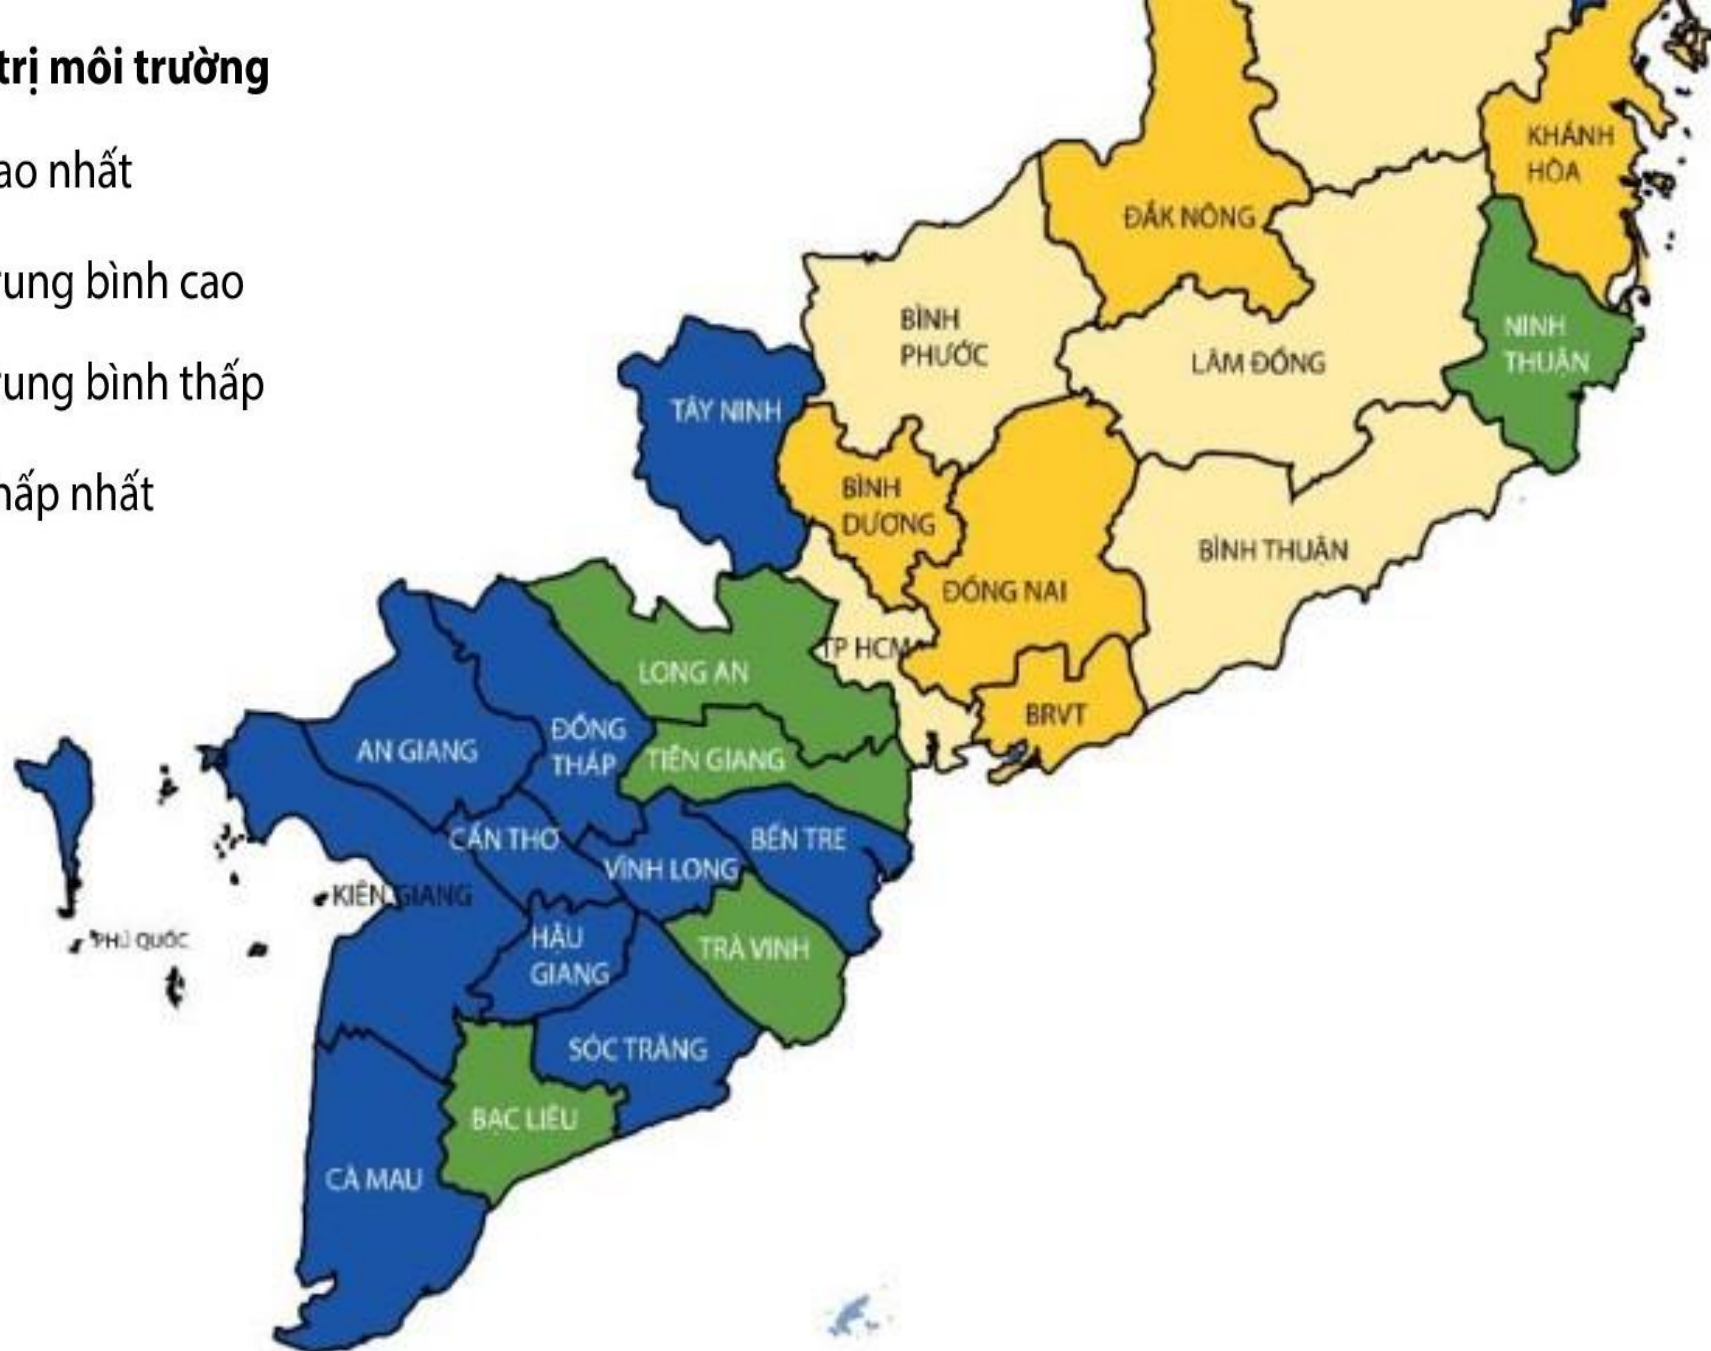 trị môi trường
ao nhất
rung bình cao
rung bình thấp
hấp nhất
KHÁNH
HÒA
ĐẮK NÔNG
NINH
THUẬN
BÌNH
PHƯỚC
LÂM ĐỒNG
TÂY NINH
BÌNH
DƯƠNG
BÌNH THUẬN
ĐỒNG NAI
TP HCM
LONG AN
BRVT
ĐỒNG
THÁP
AN GIANG
TIỀN GIANG
CẦN THƠ
BẾN TRE
VĨNH LONG
KIÊN GIANG
PHÚ QUỐC
HẬU
GIANG
TRÀ VINH
SÓC TRĂNG
BẠC LIÊU
CÀ MAU